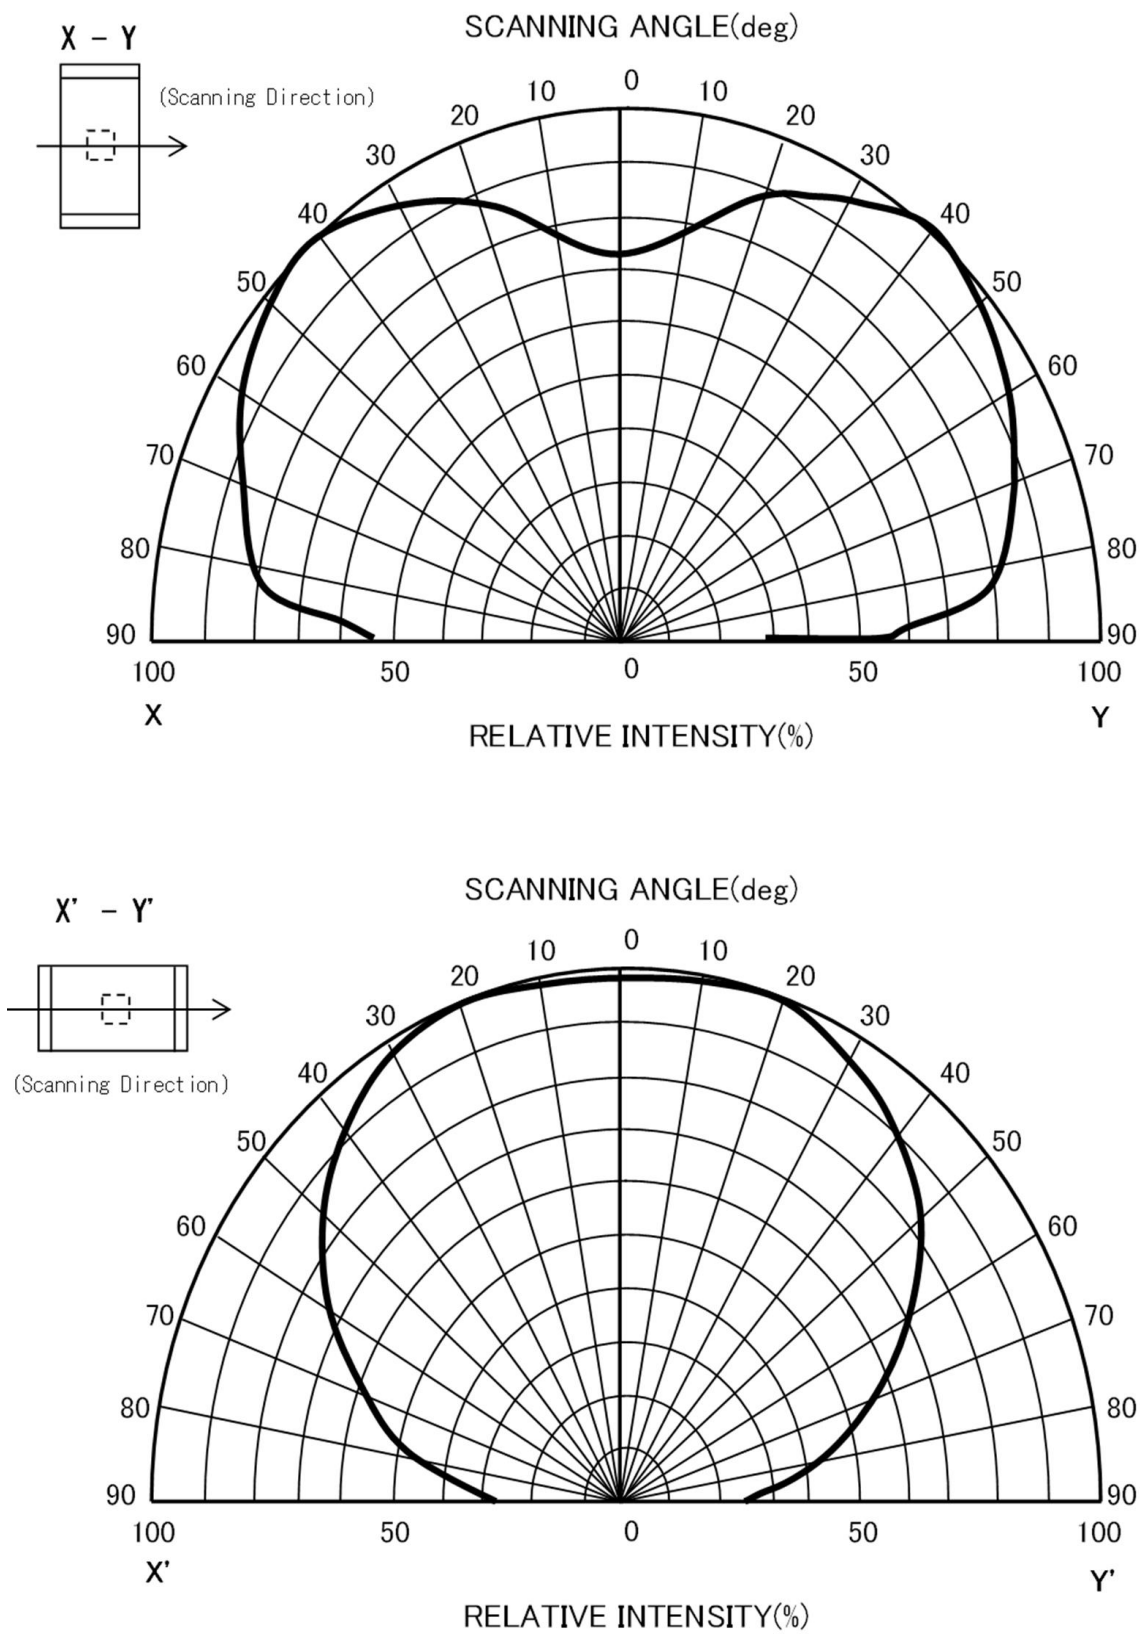 SCANNING ANGLE(deg)
X - Y
(Scanning Direction)
0
10 10
20 20
30 30
40 40
50 50
60 60
70 70
80 80
90 90
100 50 0 50 100
X Y
RELATIVE INTENSITY(%)
SCANNING ANGLE(deg)
X' - Y'
(Scanning Direction)
0
10 10
20 20
30 30
40 40
50 50
60 60
70 70
80 80
90 90
100 50 0 50 100
X' Y'
RELATIVE INTENSITY(%)